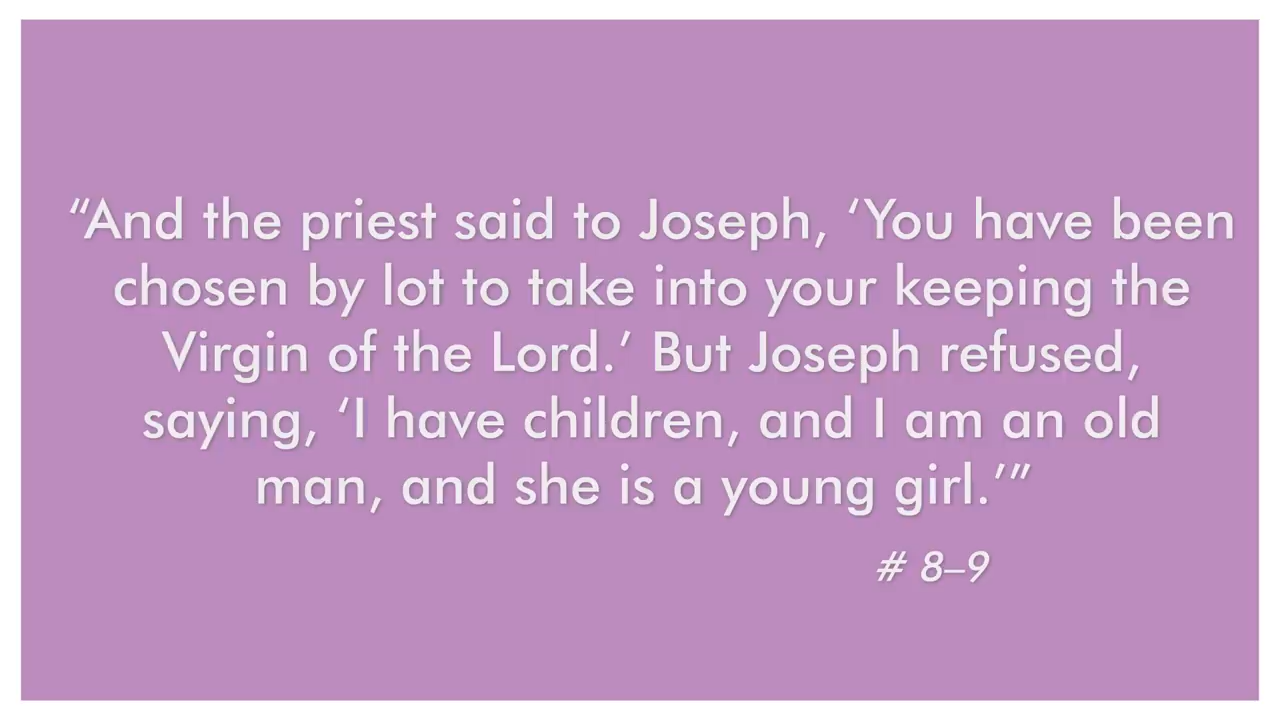 “And the priest said to Joseph, ‘You have been
chosen by lot to take into your keeping the
Virgin of the Lord.’ But Joseph refused,
saying, ‘I have children, and I am an old
man, and she is a young girl.’”
# 8–9